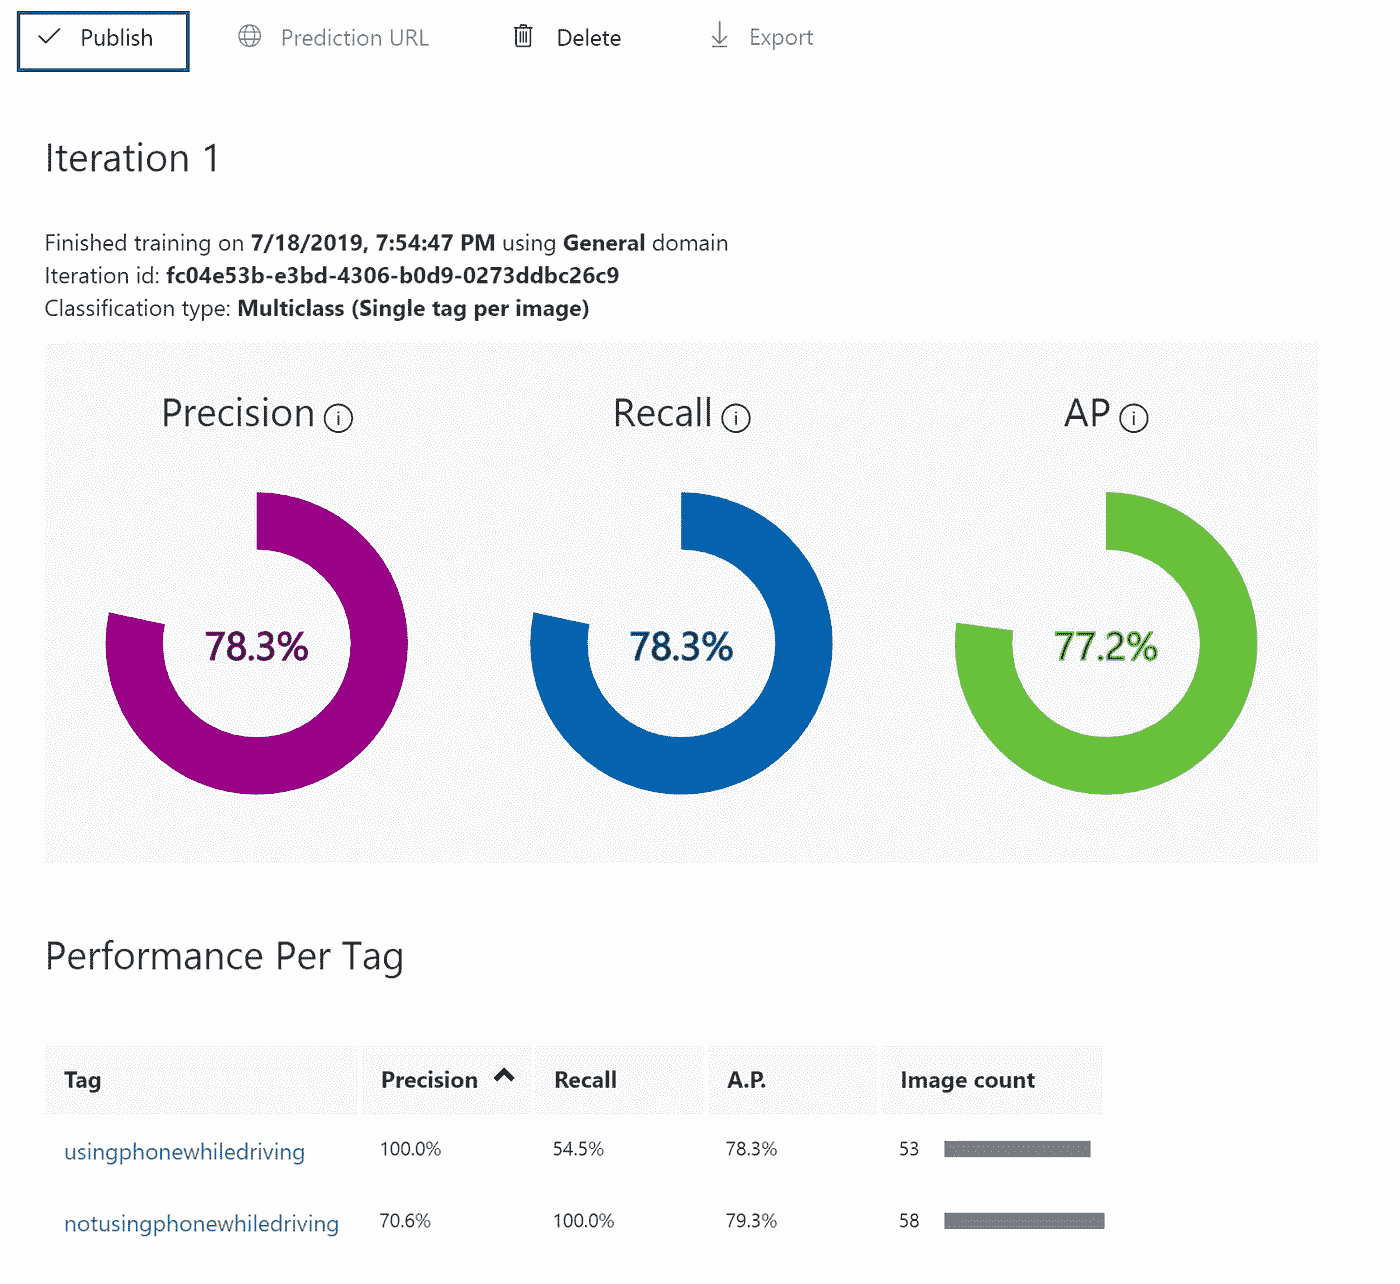 Publish Prediction URL Delete Export
Iteration 1
Finished training on 7/18/2019, 7:54:47 PM using General domain
Iteration id: fc04e53b-e3bd-4306-b0d9-0273ddbc26c9
Classification type: Multiclass (Single tag per image)
Precision i Recall i AP i
78.3% 78.3% 77.2%
Performance Per Tag
Tag Precision Recall A.P. Image count
usingphonewhiledriving 100.0% 54.5% 78.3% 53
notusingphonewhiledriving 70.6% 100.0% 79.3% 58